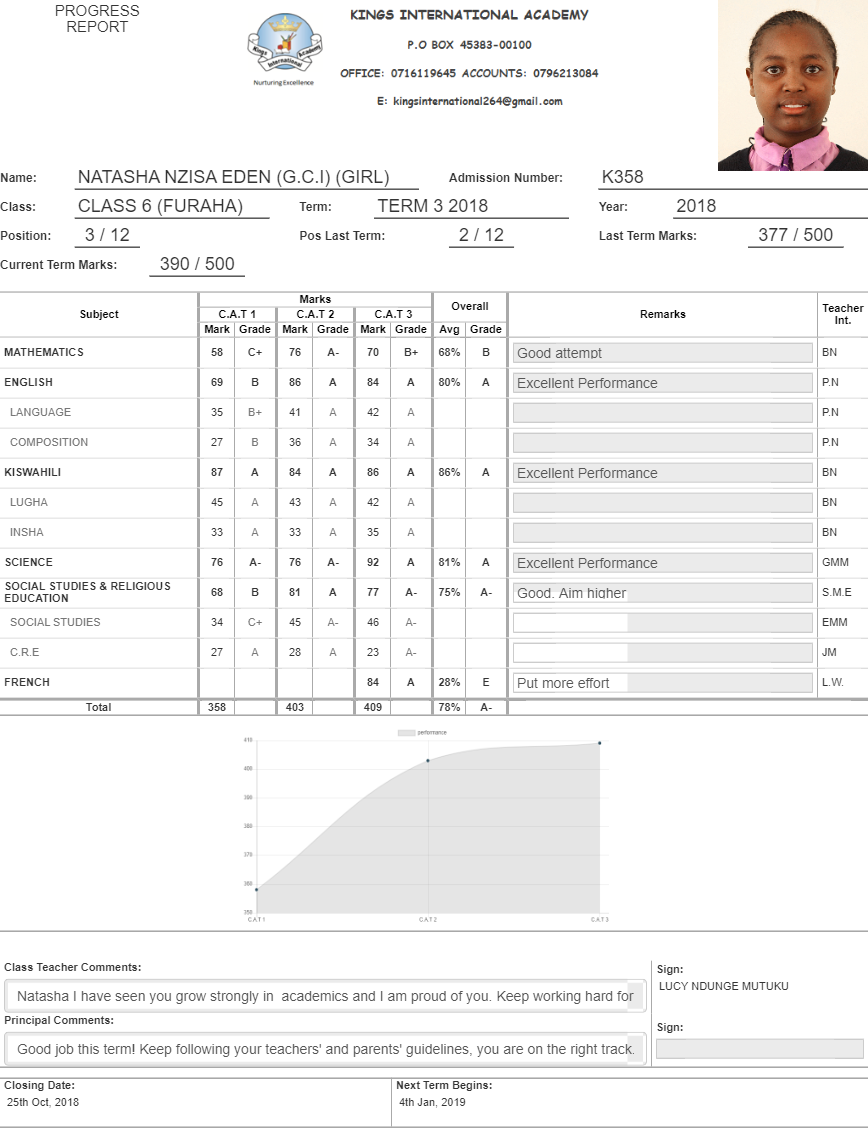 PROGRESS
REPORT
KINGS INTERNATIONAL ACADEMY
P.O BOX 45383-00100
OFFICE: 0716119645 ACCOUNTS: 0796213084
E: kingsinternational264@gmail.com
Kings International Academy
Nurturing Excellence
Name: NATASHA NZISA EDEN (G.C.I) (GIRL) Admission Number: K358
Class: CLASS 6 (FURAHA) Term: TERM 3 2018 Year: 2018
Position: 3 / 12 Pos Last Term: 2 / 12 Last Term Marks: 377 / 500
Current Term Marks: 390 / 500
Subject Marks Overall Remarks Teacher Int.
C.A.T 1 C.A.T 2 C.A.T 3
Mark Grade Mark Grade Mark Grade Avg Grade
MATHEMATICS 58 C+ 76 A- 70 B+ 68% B Good attempt BN
ENGLISH 69 B 86 A 84 A 80% A Excellent Performance P.N
LANGUAGE 35 B+ 41 A 42 A P.N
COMPOSITION 27 B 36 A 34 A P.N
KISWAHILI 87 A 84 A 86 A 86% A Excellent Performance BN
LUGHA 45 A 43 A 42 A BN
INSHA 33 A 33 A 35 A BN
SCIENCE 76 A- 76 A- 92 A 81% A Excellent Performance GMM
SOCIAL STUDIES & RELIGIOUS
EDUCATION 68 B 81 A 77 A- 75% A- Good. Aim higher S.M.E
SOCIAL STUDIES 34 C+ 45 A- 46 A- EMM
C.R.E 27 A 28 A 23 A- JM
FRENCH 84 A 28% E Put more effort L.W.
Total 358 403 409 78% A-
performance
410
400
390
380
370
360
350
C.A.T 1 C.A.T 2 C.A.T 3
Class Teacher Comments:
Natasha I have seen you grow strongly in academics and I am proud of you. Keep working hard for
Sign:
LUCY NDUNGE MUTUKU
Principal Comments:
Good job this term! Keep following your teachers' and parents' guidelines, you are on the right track.
Sign:
Closing Date: Next Term Begins:
25th Oct, 2018 4th Jan, 2019